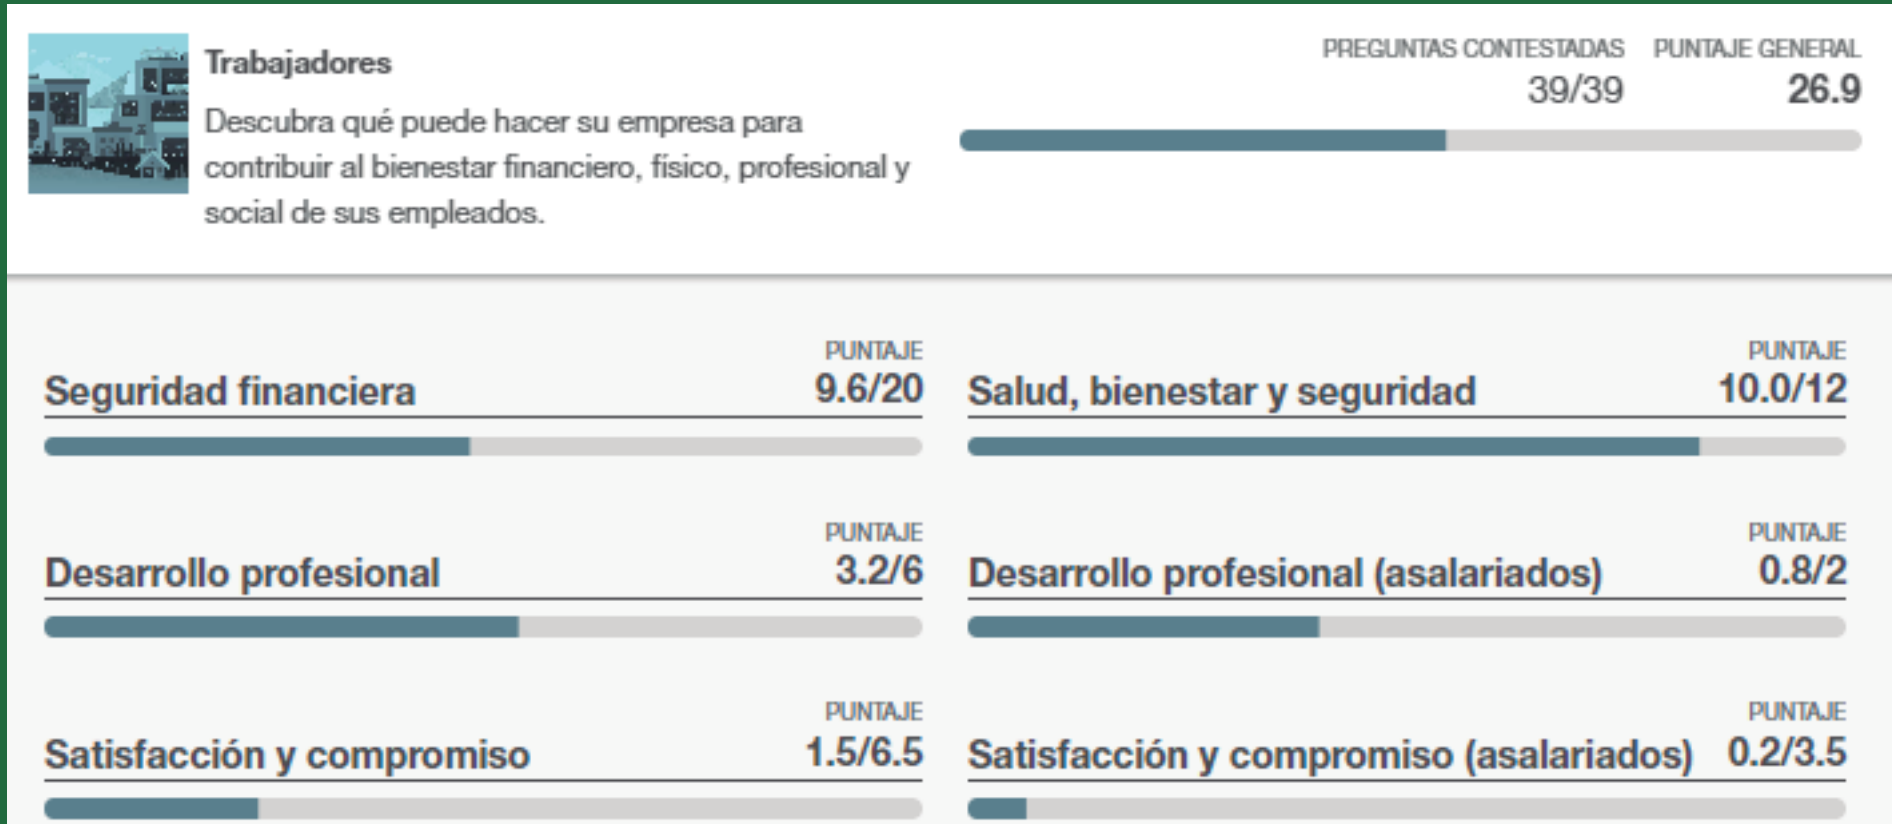 Trabajadores
Descubra qué puede hacer su empresa para
contribuir al bienestar financiero, físico, profesional y
social de sus empleados.
PREGUNTAS CONTESTADAS
39/39
PUNTAJE GENERAL
26.9
PUNTAJE
Seguridad financiera 9.6/20
PUNTAJE
Salud, bienestar y seguridad 10.0/12
PUNTAJE
Desarrollo profesional 3.2/6
PUNTAJE
Desarrollo profesional (asalariados) 0.8/2
PUNTAJE
Satisfacción y compromiso 1.5/6.5
PUNTAJE
Satisfacción y compromiso (asalariados) 0.2/3.5